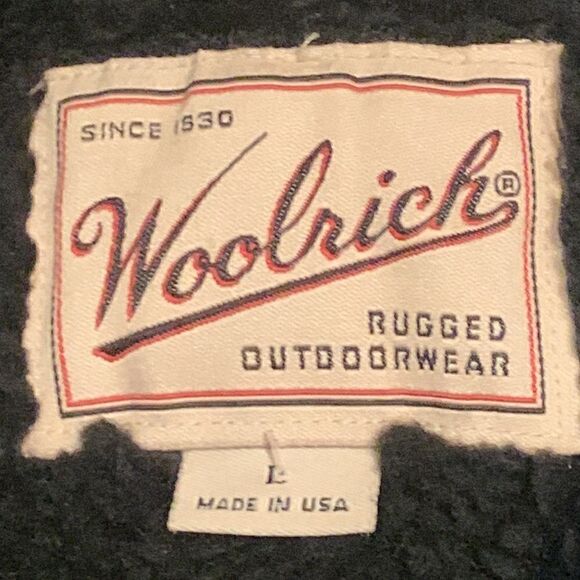 SINCE 1830
Woolrich®
RUGGED
OUTDOORWEAR
L
MADE IN USA